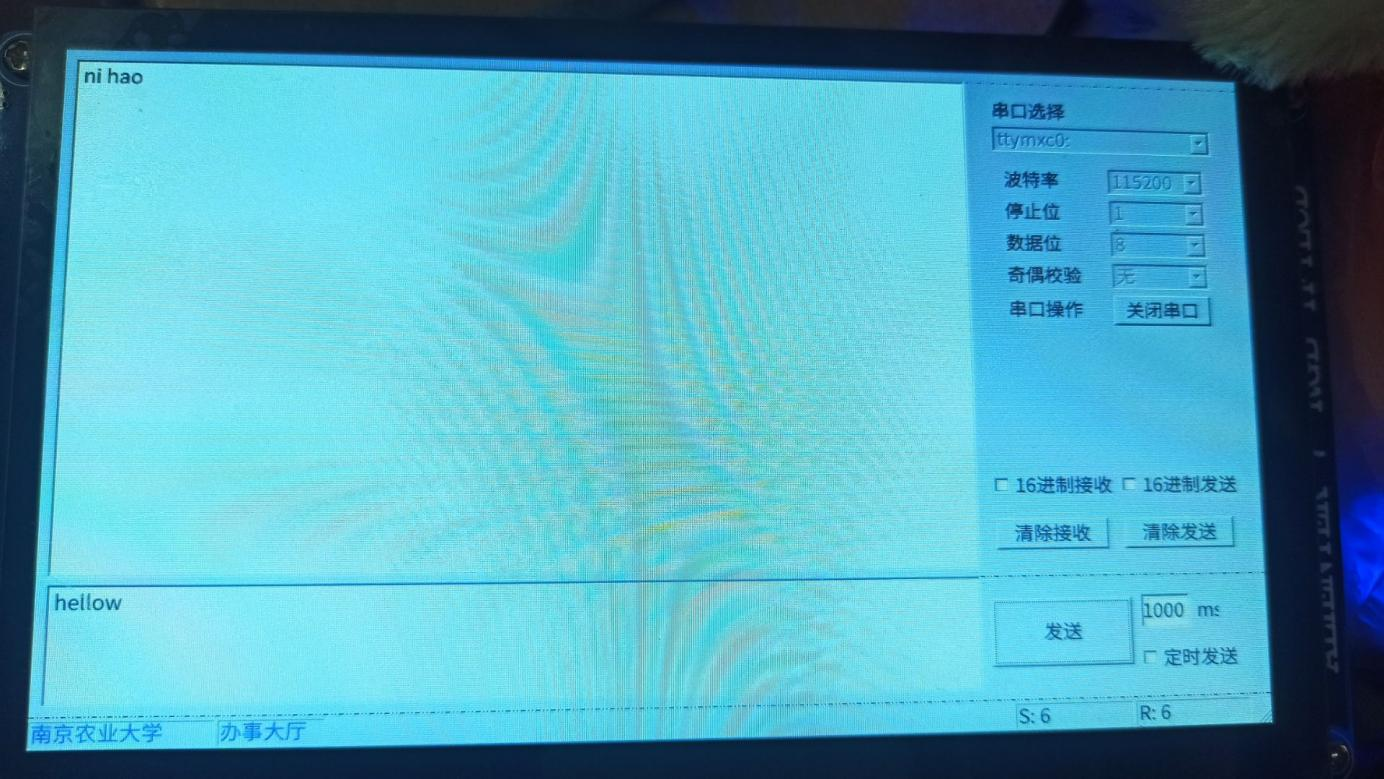 ni hao
串口选择
ttymxc0:
波特率 115200
停止位 1
数据位 8
奇偶校验 无
串口操作 关闭串口
16进制接收 16进制发送
清除接收 清除发送
hellow
发送
1000 ms
定时发送
南京农业大学 办事大厅 S: 6 R: 6